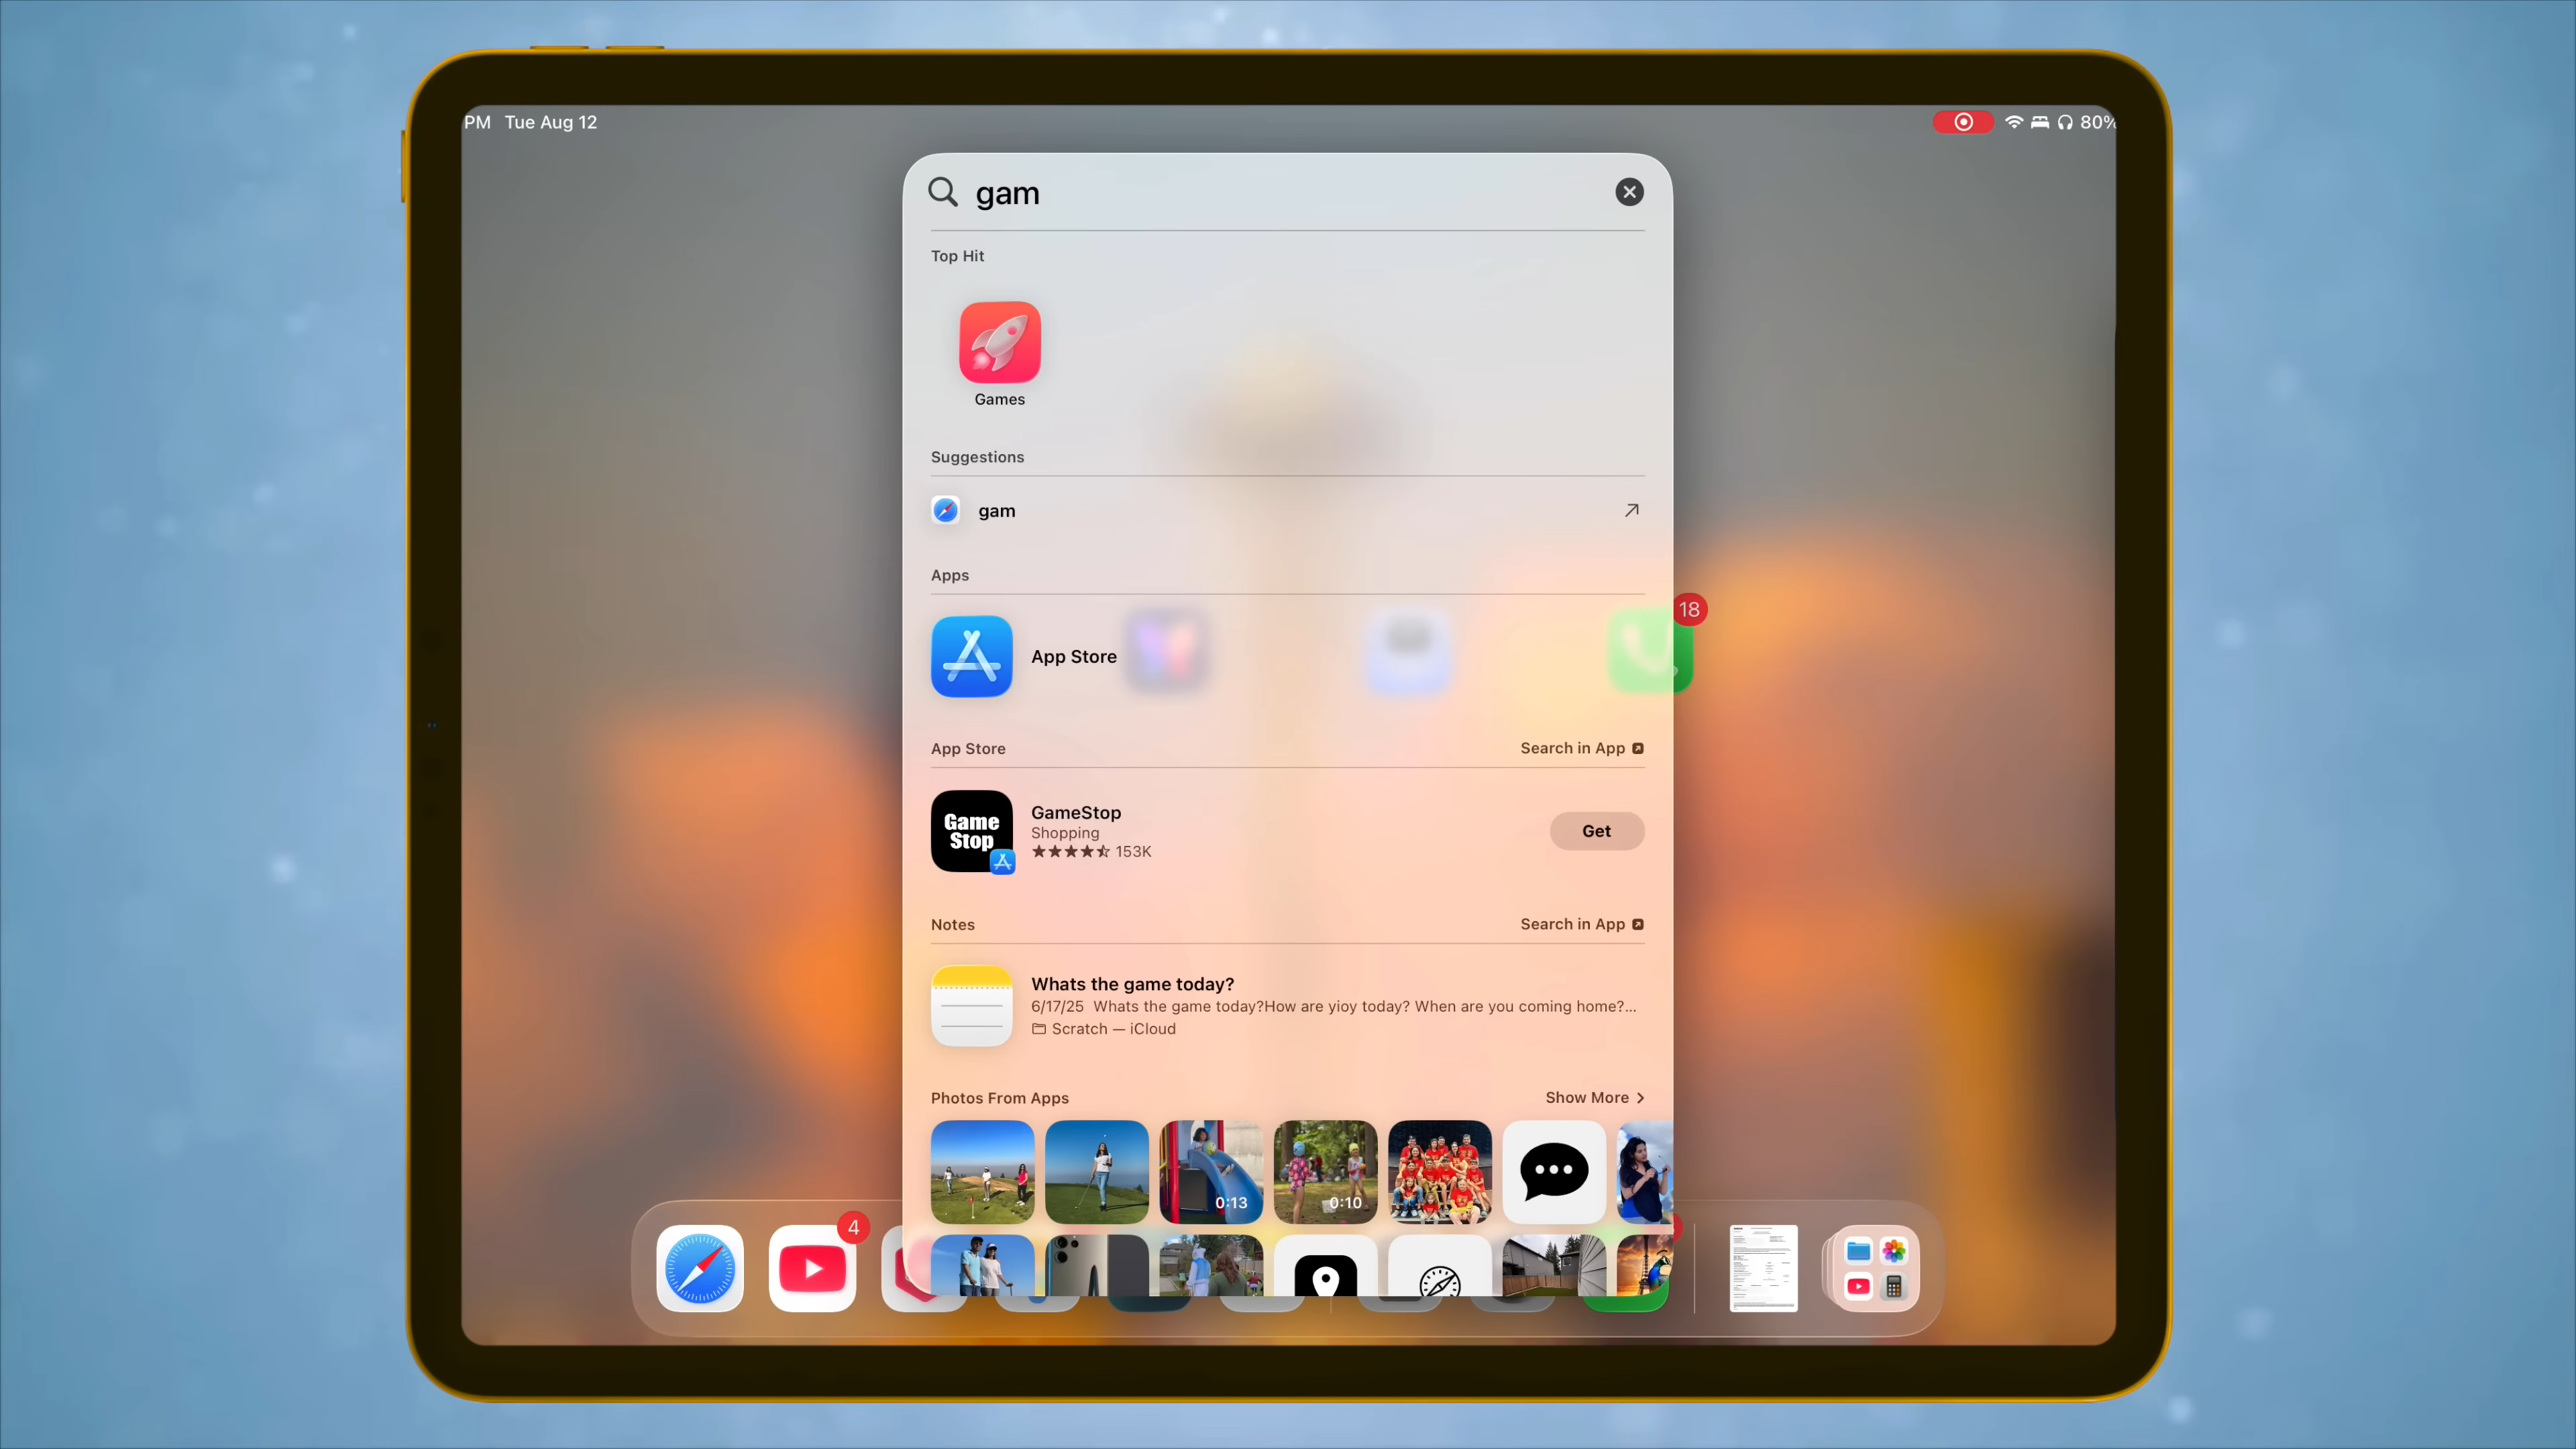 PM Tue Aug 12
80%
gam
Top Hit
Games
Suggestions
gam
Apps
App Store
18
App Store Search in App
Game
Stop
GameStop
Shopping
153K
Get
Notes Search in App
Whats the game today?
6/17/25 Whats the game today?How are yioy today? When are you coming home?...
Scratch — iCloud
Photos From Apps Show More
0:13
0:10
4